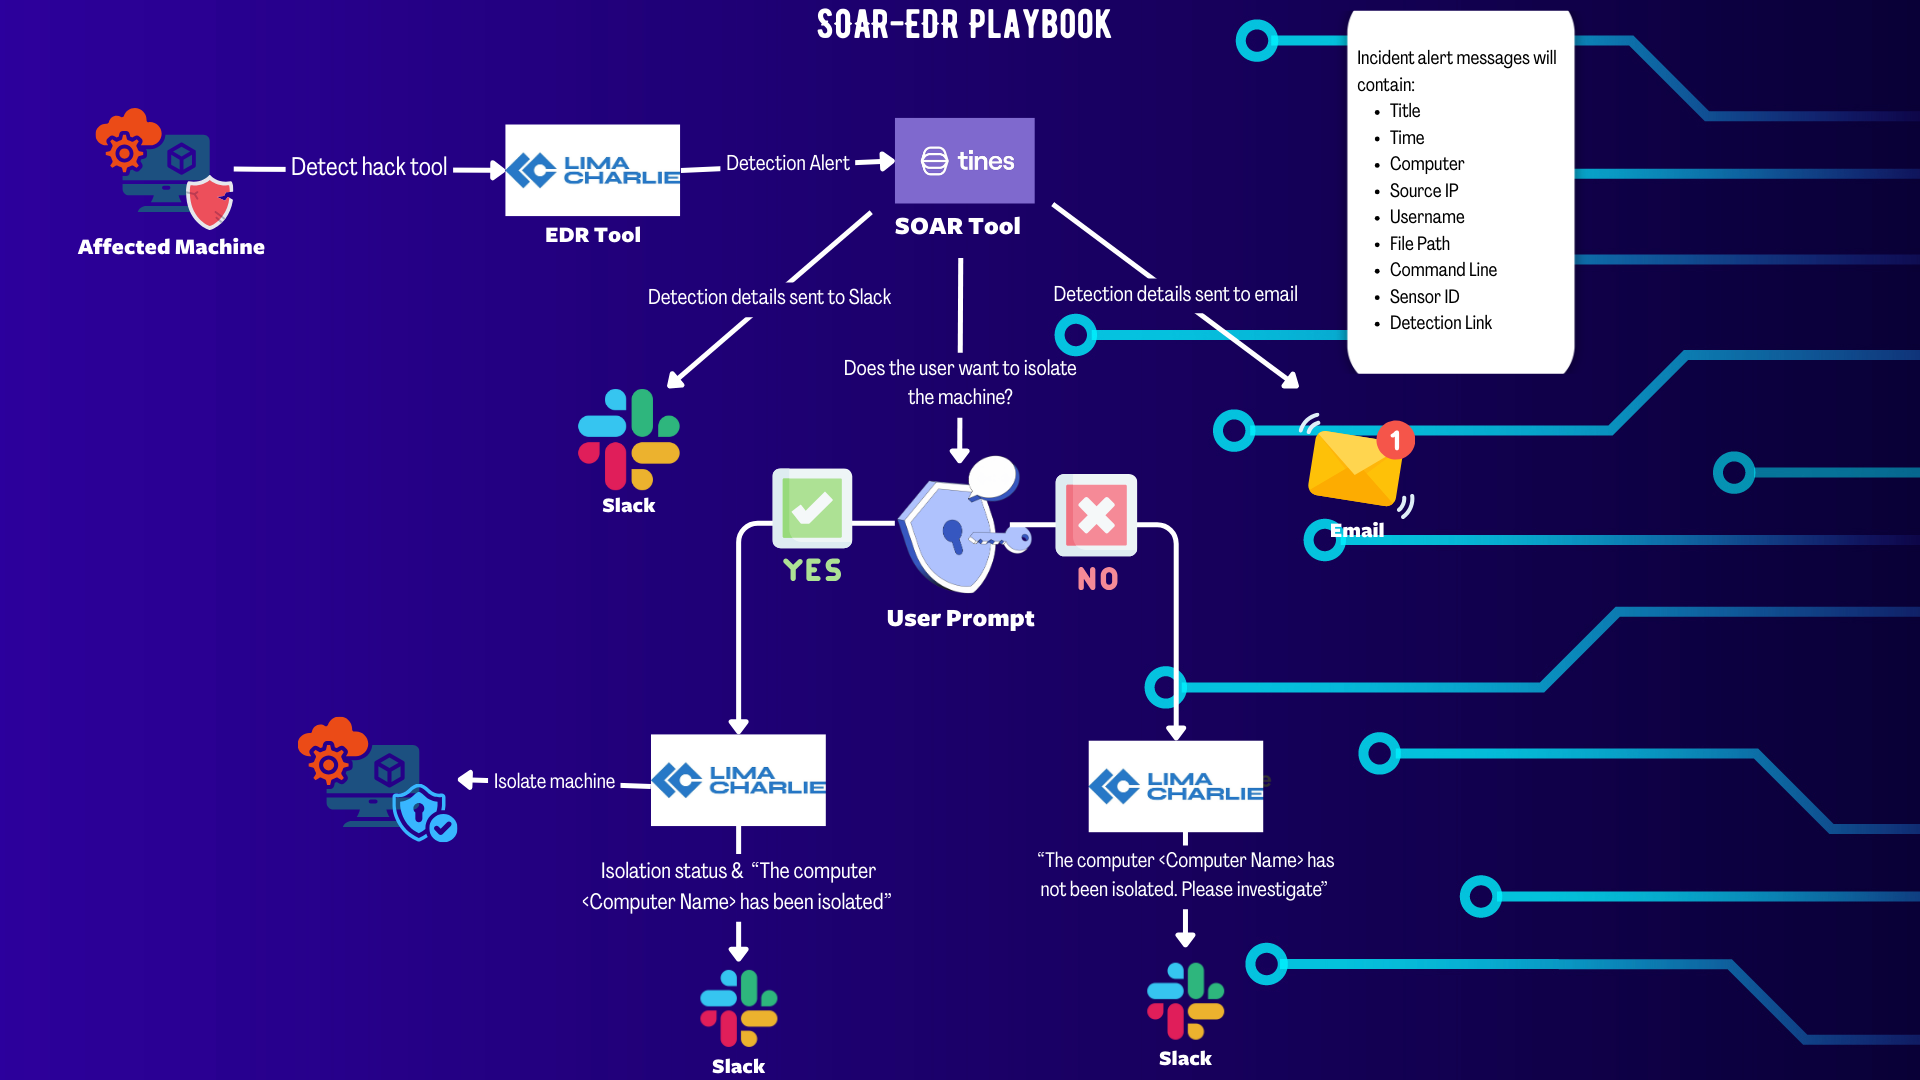 SOAR-EDR PLAYBOOK
Incident alert messages will
contain:
• Title
• Time
• Computer
• Source IP
• Username
• File Path
• Command Line
• Sensor ID
• Detection Link
Detect hack tool
LIMA
CHARLIE
Detection Alert
tines
Affected Machine
EDR Tool
SOAR Tool
Detection details sent to Slack
Detection details sent to email
Does the user want to isolate
the machine?
1
Slack
Email
YES
NO
User Prompt
Isolate machine
LIMA
CHARLIE
LIMA
CHARLIE
e
Isolation status & “The computer
<Computer Name> has been isolated”
“The computer <Computer Name> has
not been isolated. Please investigate”
Slack
Slack